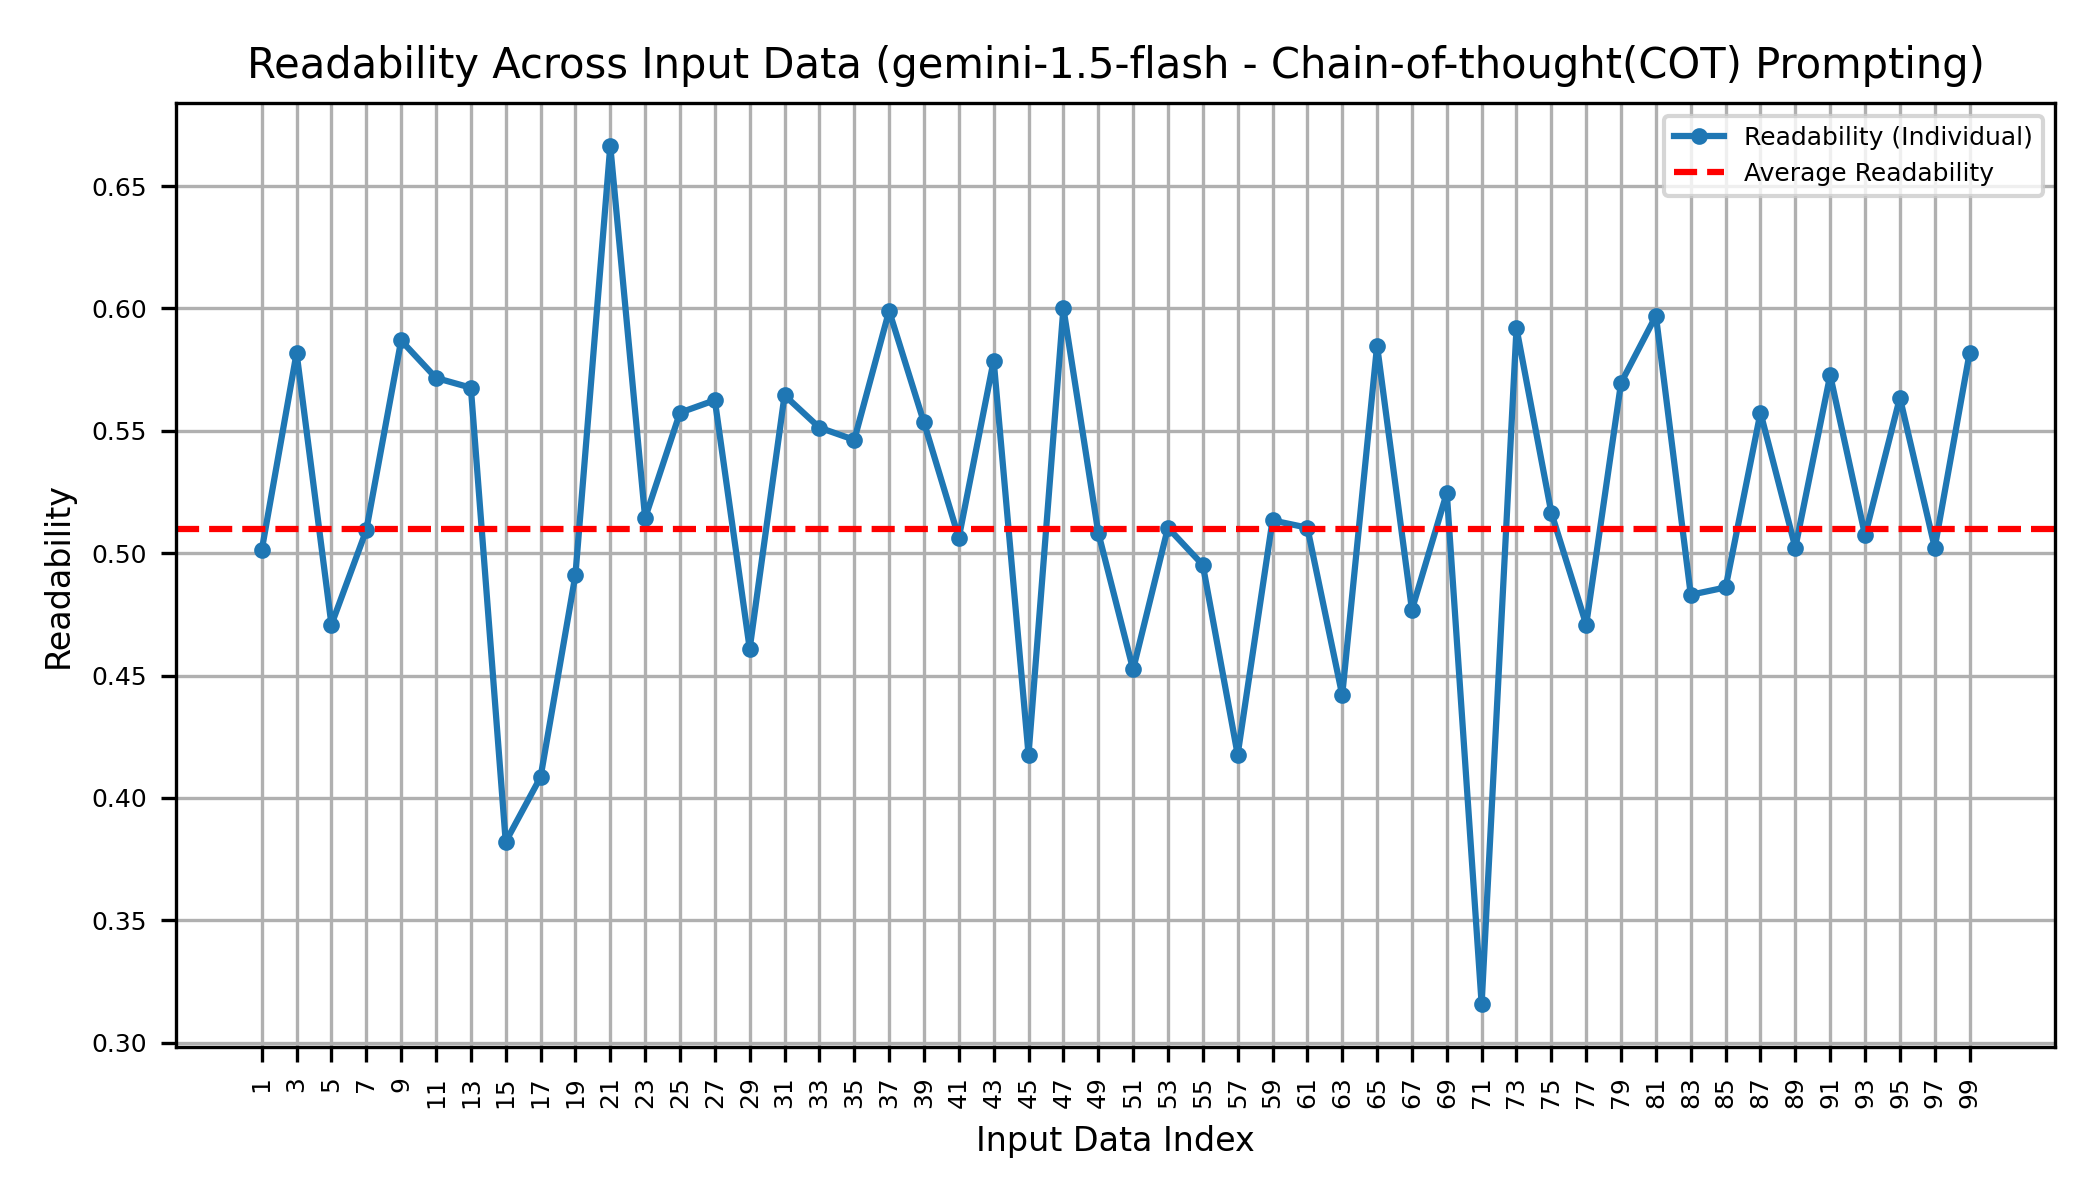 Readability Across Input Data (gemini-1.5-flash - Chain-of-thought(COT) Prompting)
Readability (Individual)
Average Readability
Readability
0.65
0.60
0.55
0.50
0.45
0.40
0.35
0.30
1 3 5 7 9 11 13 15 17 19 21 23 25 27 29 31 33 35 37 39 41 43 45 47 49 51 53 55 57 59 61 63 65 67 69 71 73 75 77 79 81 83 85 87 89 91 93 95 97 99
Input Data Index